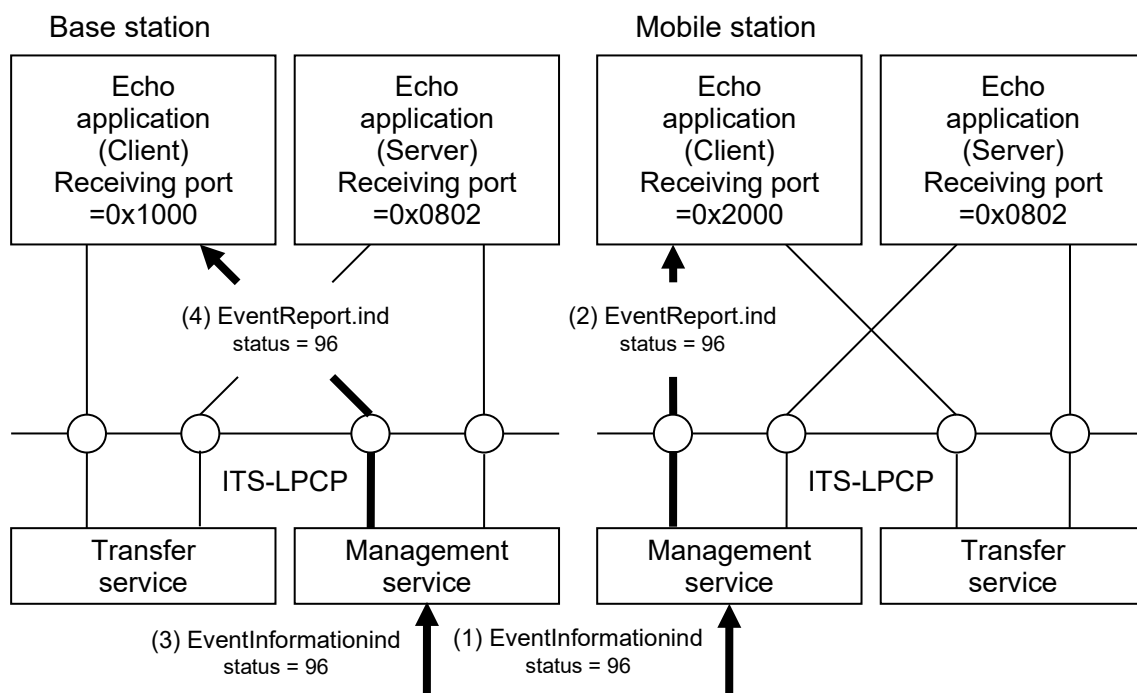 Base station
Mobile station
Echo
application
(Client)
Receiving port
=0x1000
Echo
application
(Server)
Receiving port
=0x0802
Echo
application
(Client)
Receiving port
=0x2000
Echo
application
(Server)
Receiving port
=0x0802
(4) EventReport.ind
status = 96
(2) EventReport.ind
status = 96
ITS-LPCP
ITS-LPCP
Transfer
service
Management
service
Management
service
Transfer
service
(3) EventInformationind
status = 96
(1) EventInformationind
status = 96